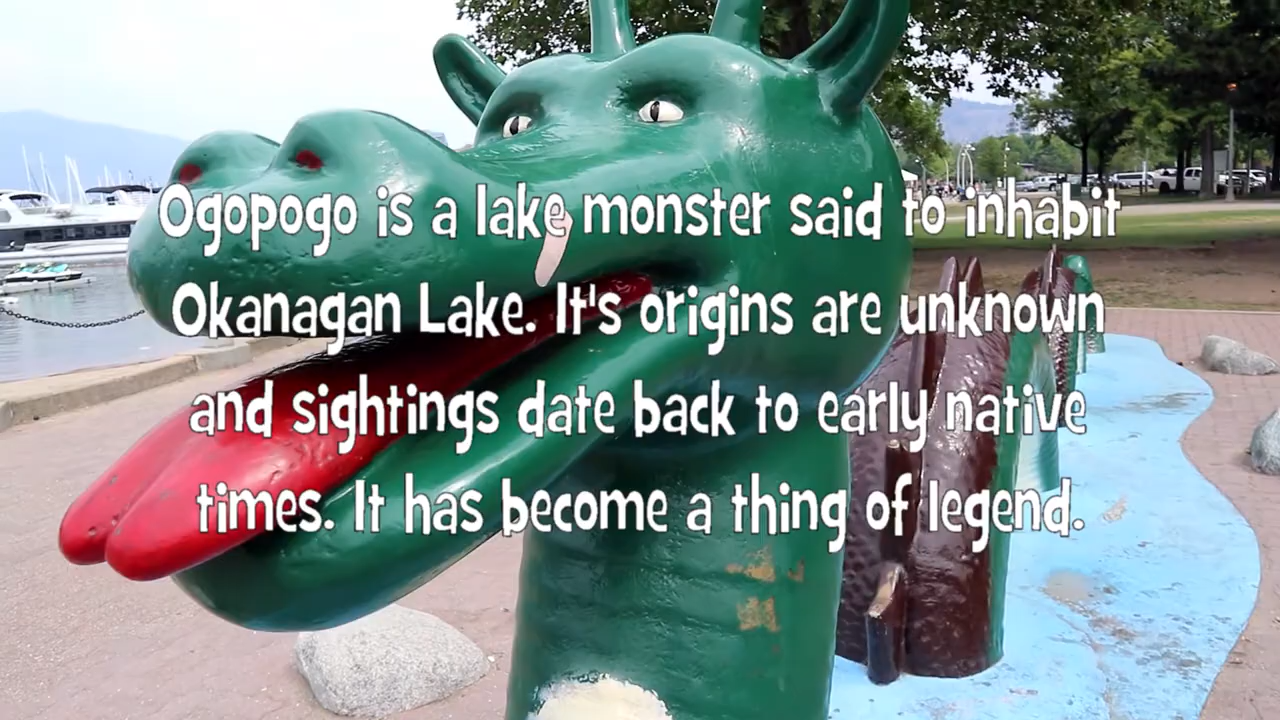 Ogopogo is a lake monster said to inhabit
Okanagan Lake. It's origins are unknown
and sightings date back to early native
times. It has become a thing of legend.